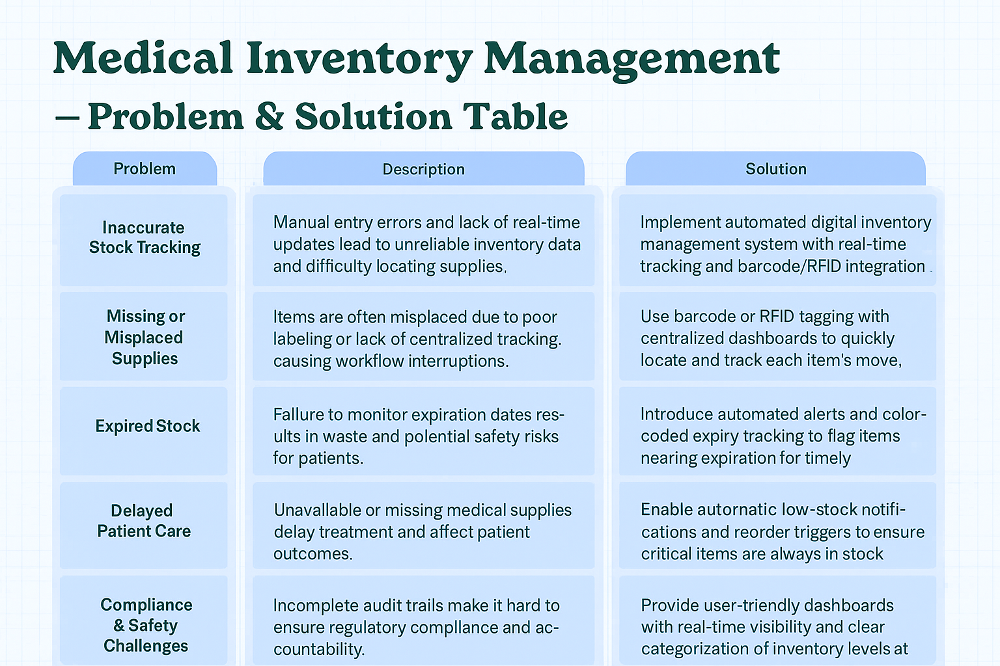 Medical Inventory Management
– Problem & Solution Table
Problem
Description
Solution
Inaccurate
Stock Tracking
Manual entry errors and lack of real-time
updates lead to unreliable inventory data
and difficulty locating supplies,
Implement automated digital inventory
management system with real-time
tracking and barcode/RFID integration .
Missing or
Misplaced
Supplies
Items are often misplaced due to poor
labeling or lack of centralized tracking.
causing workflow interruptions.
Use barcode or RFID tagging with
centralized dashboards to quickly
locate and track each item's move,
Expired Stock
Fallure to monitor expiration dates res-
ults in waste and potential safety risks
for patients.
Introduce automated alerts and color-
coded expiry tracking to flag items
nearing expiration for timely
Delayed
Patient Care
Unavallable or missing medical supplies
delay treatment and affect patient
outcomes.
Enable autornatic low-stock notifi-
cations and reorder triggers to ensure
critical items are always in stock
Compliance
& Safety
Challenges
Incomplete audit trails make it hard to
ensure regulatory compllance and ac-
countability.
Provide user-triendly dashboards
with real-time visibility and clear
categorization of inventory levels at